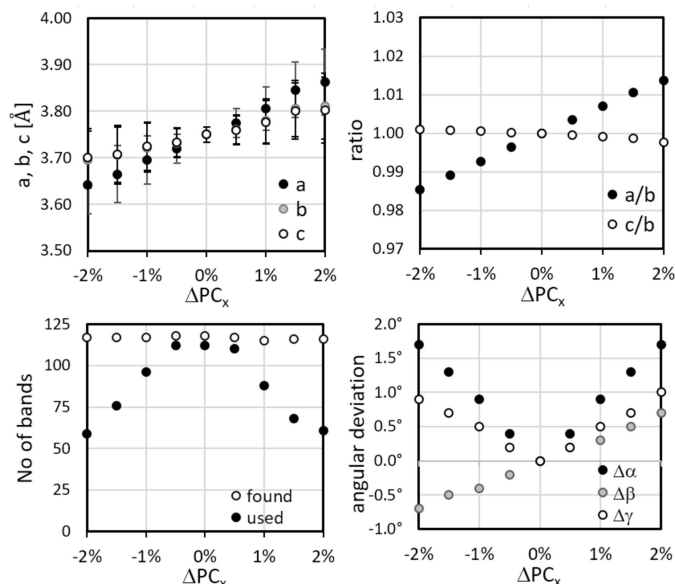 4.00
3.90
3.80
3.70
3.60
3.50
a, b, c [Å]
a
b
c
-2% -1% 0% 1% 2%
ΔPCx
1.03
1.02
1.01
1.00
0.99
0.98
0.97
ratio
a/b
c/b
-2% -1% 0% 1% 2%
ΔPCx
125
100
75
50
25
0
No of bands
found
used
-2% -1% 0% 1% 2%
ΔPCx
2.0°
1.5°
1.0°
0.5°
0.0°
-0.5°
-1.0°
angular deviation
Δα
Δβ
Δγ
-2% -1% 0% 1% 2%
ΔPCx